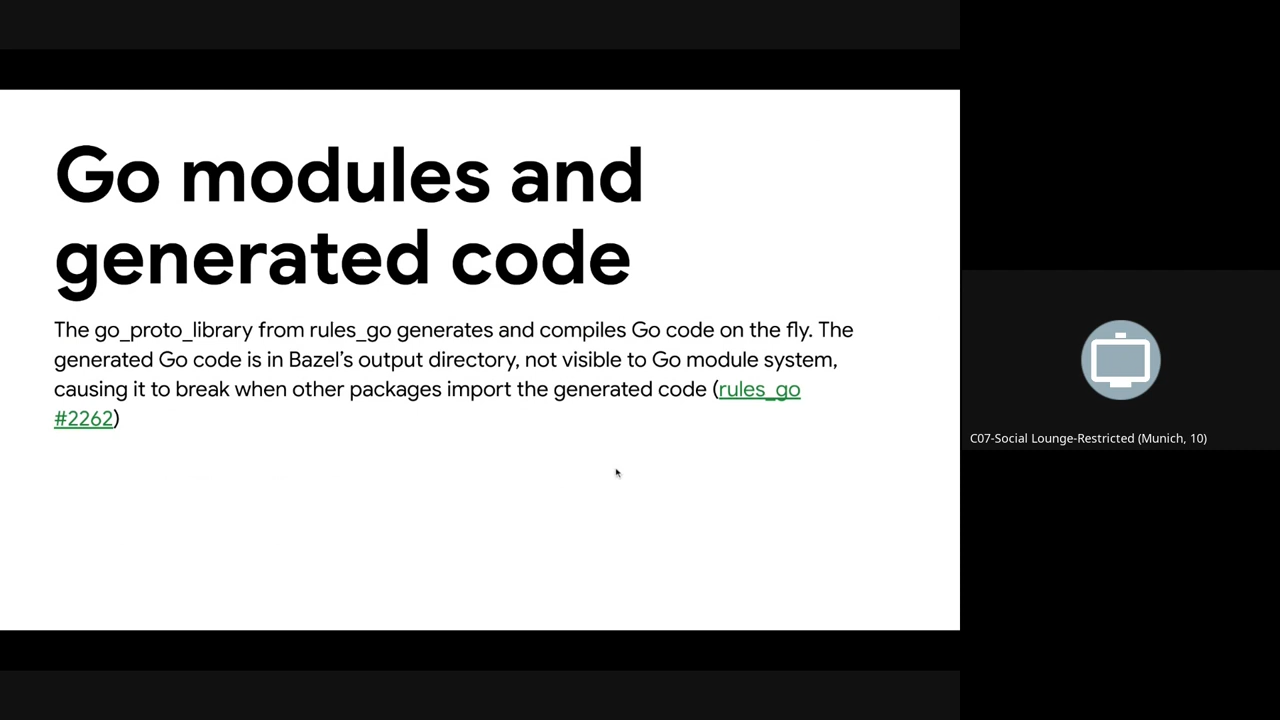 Go modules and
generated code
The go_proto_library from rules_go generates and compiles Go code on the fly. The
generated Go code is in Bazel’s output directory, not visible to Go module system,
causing it to break when other packages import the generated code (rules_go
#2262)
C07-Social Lounge-Restricted (Munich, 10)